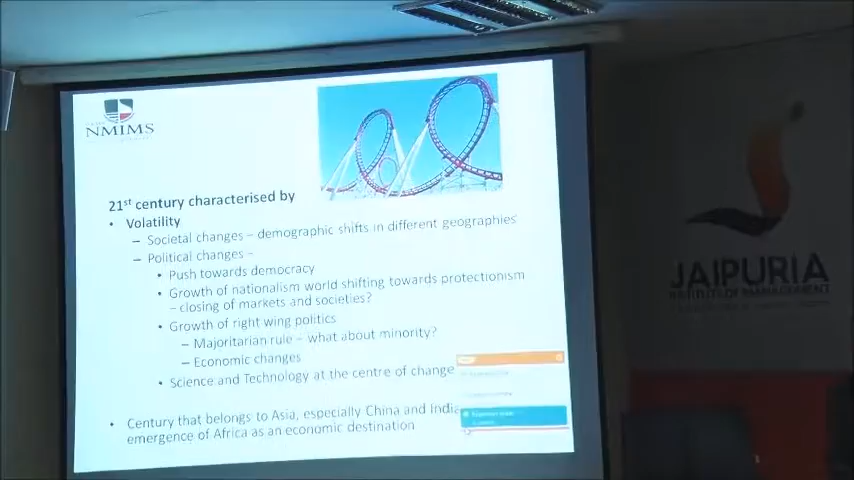 NMIMS
21st century characterised by
• Volatility
– Societal changes – demographic shifts in different geographies
– Political changes –
• Push towards democracy
• Growth of nationalism world shifting towards protectionism
– closing of markets and societies?
• Growth of right wing politics
– Majoritarian rule – what about minority?
– Economic changes
• Science and Technology at the centre of change
• Century that belongs to Asia, especially China and India
emergence of Africa as an economic destination
JAIPURIA
INSTITUTE OF MANAGEMENT